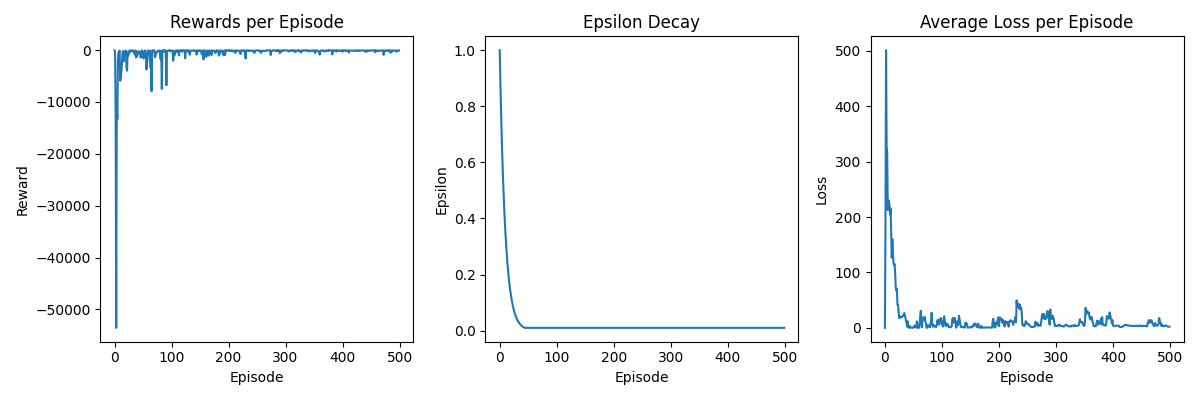 Rewards per Episode
0
−10000
−20000
−30000
−40000
−50000
Reward
0 100 200 300 400 500
Episode
Epsilon Decay
1.0
0.8
0.6
0.4
0.2
0.0
Epsilon
0 100 200 300 400 500
Episode
Average Loss per Episode
500
400
300
200
100
0
Loss
0 100 200 300 400 500
Episode